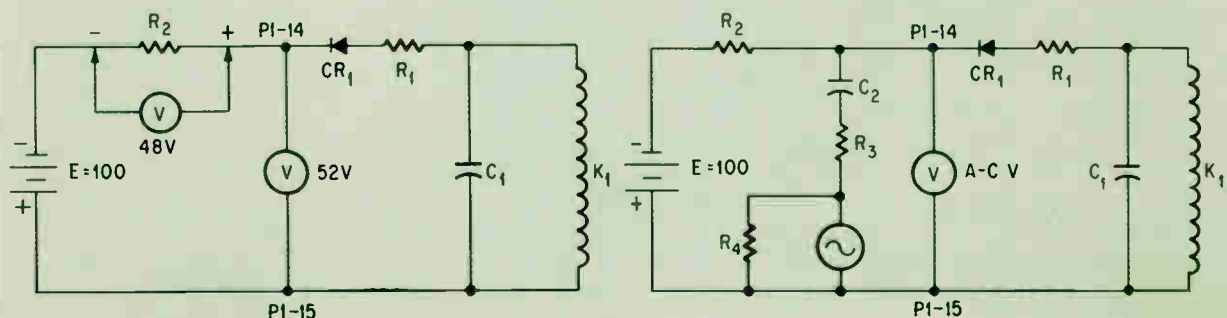 R2
P1-14
- +
CR1
R1
V
48V
-
E=100
+
V
52V
C1
K1
P1-15
R2
P1-14
CR1
R1
C2
R3
-
E=100
+
V
A-C V
C1
K1
R4
P1-15